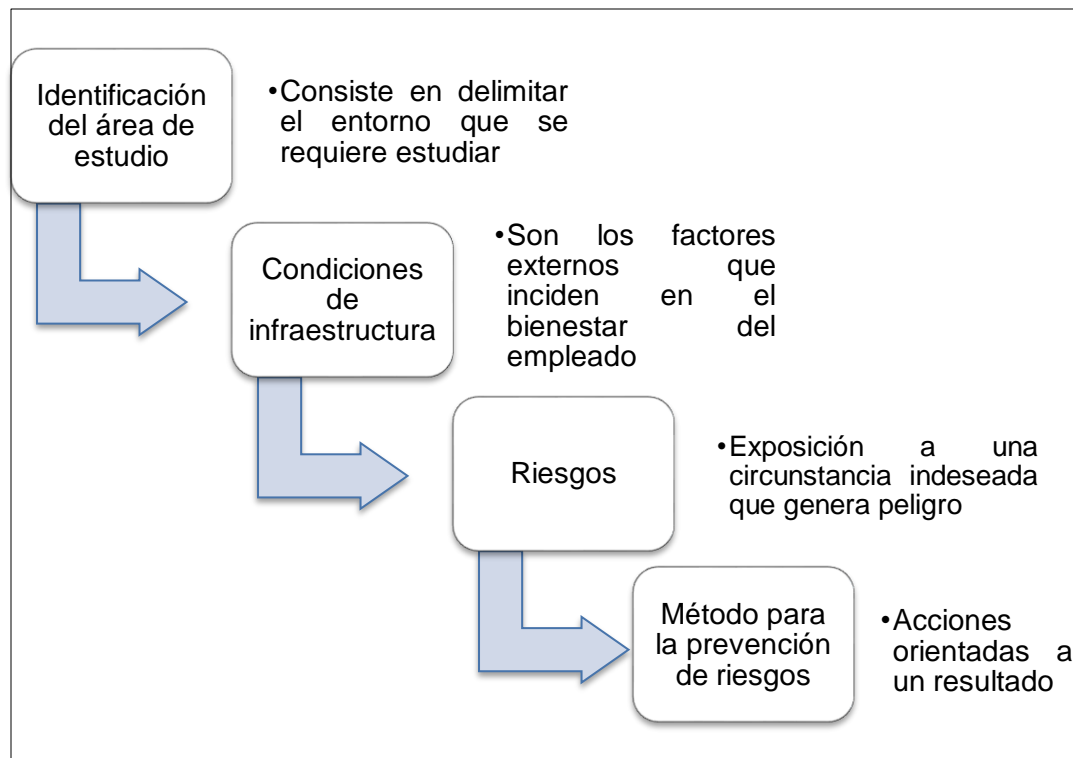 Identificación
del área de
estudio
•Consiste en delimitar
el entorno que se
requiere estudiar
Condiciones
de
infraestructura
•Son los factores
externos que
inciden en el
bienestar del
empleado
Riesgos
•Exposición a una
circunstancia indeseada
que genera peligro
Método para
la prevención
de riesgos
•Acciones
orientadas a
un resultado